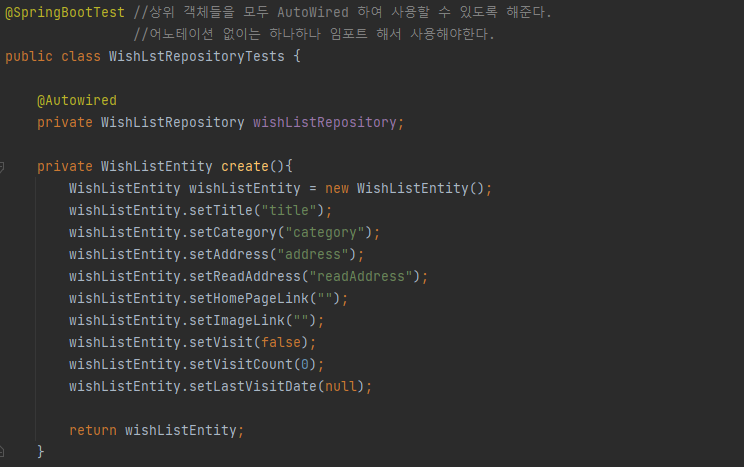 @SpringBootTest //상위 객체들을 모두 AutoWired 하여 사용할 수 있도록 해준다.
//어노테이션 없이는 하나하나 임포트 해서 사용해야한다.
public class WishLstRepositoryTests {
@Autowired
private WishListRepository wishListRepository;
private WishListEntity create(){
WishListEntity wishListEntity = new WishListEntity();
wishListEntity.setTitle("title");
wishListEntity.setCategory("category");
wishListEntity.setAddress("address");
wishListEntity.setReadAddress("readAddress");
wishListEntity.setHomePageLink("");
wishListEntity.setImageLink("");
wishListEntity.setVisit(false);
wishListEntity.setVisitCount(0);
wishListEntity.setLastVisitDate(null);
return wishListEntity;
}